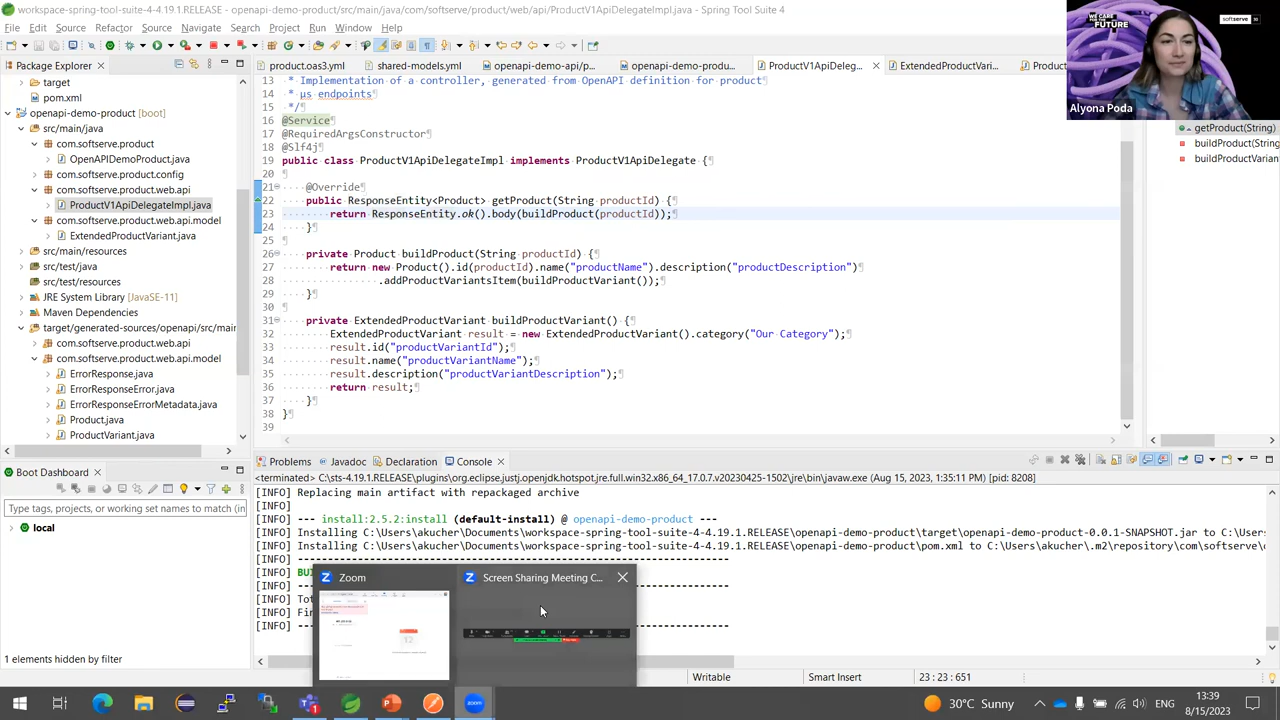 workspace-spring-tool-suite-4-4.19.1.RELEASE - openapi-demo-product/src/main/java/com/softserve/product/web/api/ProductV1ApiDelegateImpl.java - Spring Tool Suite 4
File Edit Source Refactor Source Navigate Search Project Run Window Help
Package Explorer
target
pom.xml
openapi-demo-product [boot]
src/main/java
com.softserve.product
OpenAPIDemoProduct.java
com.softserve.product.config
com.softserve.product.web.api
ProductV1ApiDelegateImpl.java
com.softserve.product.web.api.model
ExtendedProductVariant.java
src/main/resources
src/test/java
src/test/resources
JRE System Library [JavaSE-11]
Maven Dependencies
target/generated-sources/openapi/src/main
com.softserve.product.web.api
com.softserve.product.web.api.model
ErrorResponse.java
ErrorResponseError.java
ErrorResponseErrorMetadata.java
Product.java
ProductVariant.java
Boot Dashboard
Type tags, projects, or working set names to match (in
local
1 elements hidden by filter
product.oas3.yml shared-models.yml openapi-demo-api/p... openapi-demo-produ... ProductV1ApiDeleg... ExtendedProductVari... Product
13 * Implementation of a controller, generated from OpenAPI definition for product
14 * µs endpoints
15 */
16 @Service
17 @RequiredArgsConstructor
18 @Slf4j
19 public class ProductV1ApiDelegateImpl implements ProductV1ApiDelegate {
20
21 @Override
22 public ResponseEntity<Product> getProduct(String productId) {
23 return ResponseEntity.ok().body(buildProduct(productId));
24 }
25
26 private Product buildProduct(String productId) {
27 return new Product().id(productId).name("productName").description("productDescription")
28 .addProductVariantsItem(buildProductVariant());
29 }
30
31 private ExtendedProductVariant buildProductVariant() {
32 ExtendedProductVariant result = new ExtendedProductVariant().category("Our Category");
33 result.id("productVariantId");
34 result.name("productVariantName");
35 result.description("productVariantDescription");
36 return result;
37 }
38 }
39
WE CARE FOR THE FUTURE
softserve
Alyona Poda
getProduct(String)
buildProduct(String)
buildProductVarian
Problems Javadoc Declaration Console
<terminated> C:\sts-4.19.1.RELEASE\plugins\org.eclipse.justj.openjdk.hotspot.jre.full.win32.x86_64_17.0.7.v20230425-1502\jre\bin\javaw.exe (Aug 15, 2023, 1:35:11 PM) [pid: 8208]
[INFO] Replacing main artifact with repackaged archive
[INFO]
[INFO] --- install:2.5.2:install (default-install) @ openapi-demo-product ---
[INFO] Installing C:\Users\akucher\Documents\workspace-spring-tool-suite-4-4.19.1.RELEASE\openapi-demo-product\target\openapi-demo-product-0.0.1-SNAPSHOT.jar to C:\Users
[INFO] Installing C:\Users\akucher\Documents\workspace-spring-tool-suite-4-4.19.1.RELEASE\openapi-demo-product\pom.xml to C:\Users\akucher\.m2\repository\com\softserve\o
[INFO]
[INFO] BU
[INFO]
[INFO] Tot
[INFO] Fin
[INFO]
Zoom
Screen Sharing Meeting C...
Writable Smart Insert 23 : 23 : 651
30°C Sunny ENG 13:39
8/15/2023